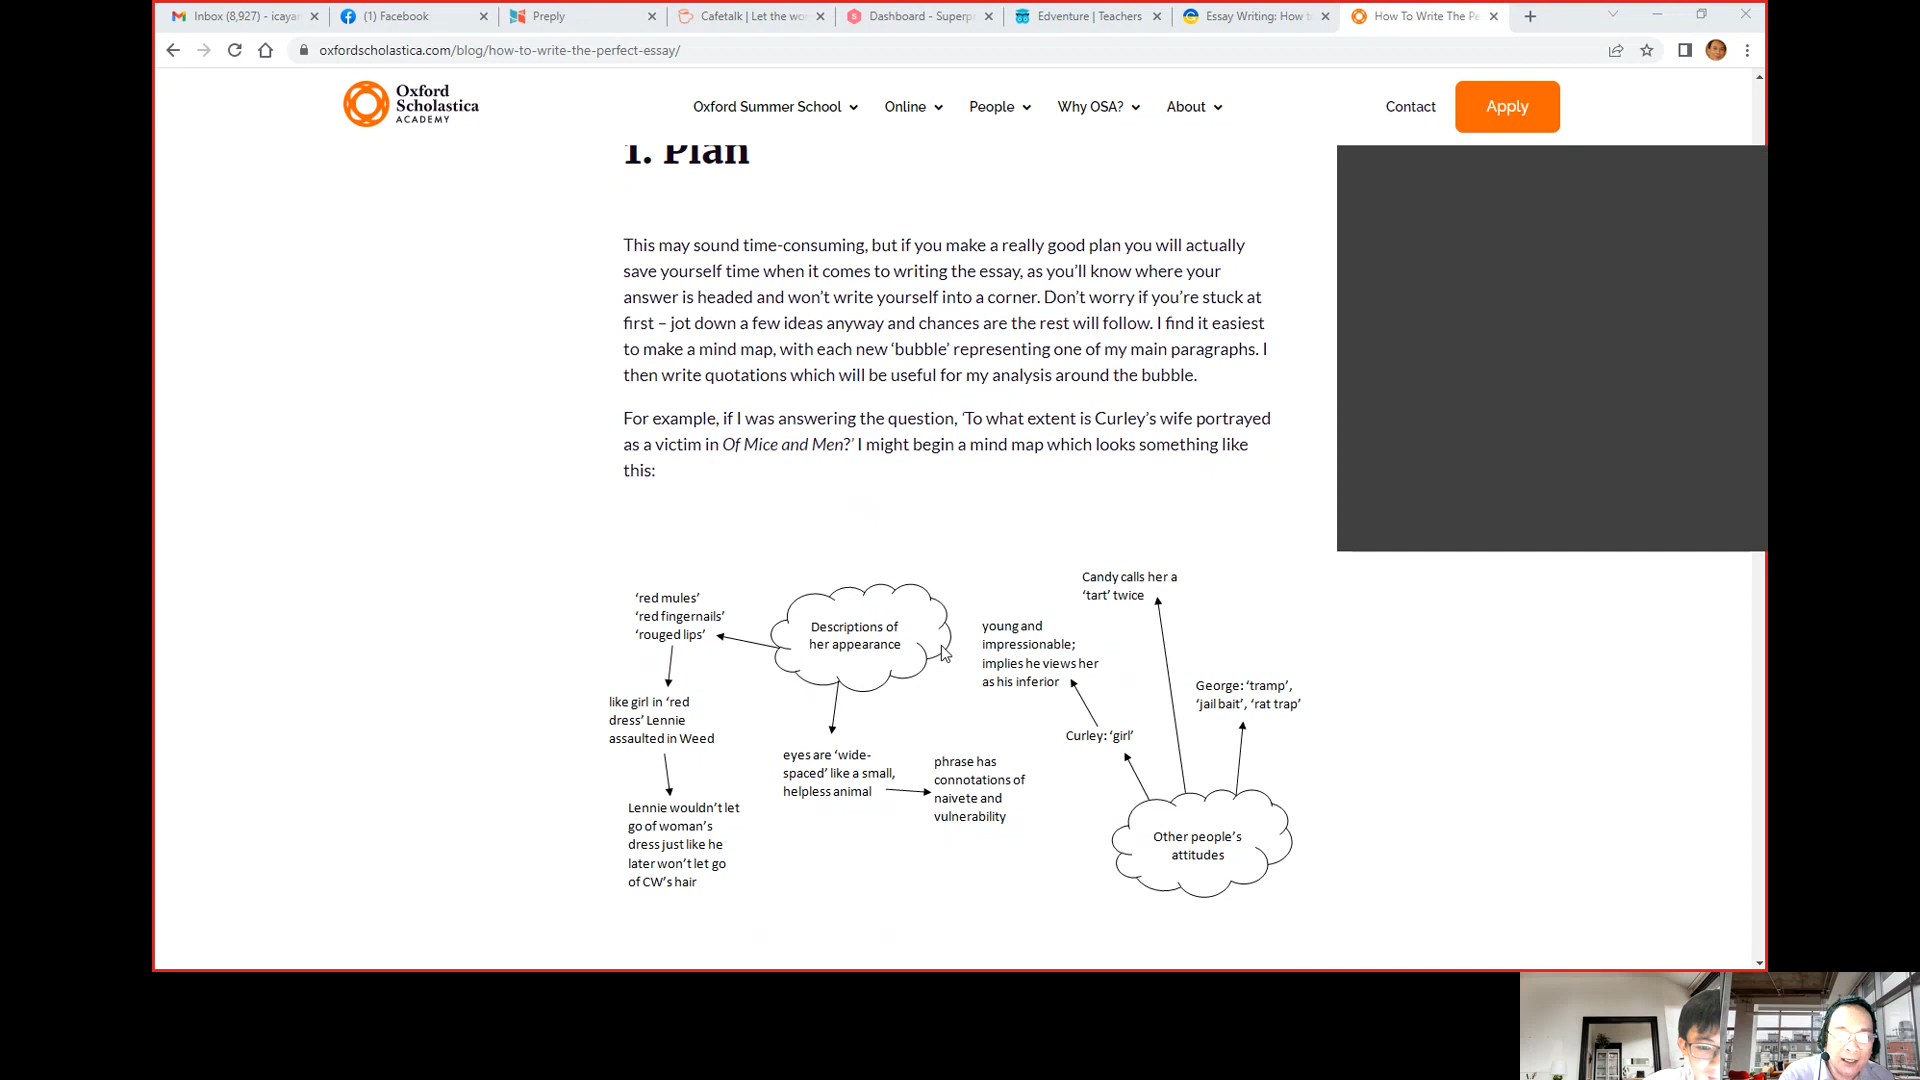 Inbox (8,927) - icayan
(1) Facebook
Preply
Cafetalk | Let the wo
Dashboard - Superp
Edventure | Teachers
Essay Writing: How to
How To Write The Pe
oxfordscholastica.com/blog/how-to-write-the-perfect-essay/
Oxford
Scholastica
ACADEMY
Oxford Summer School
Online
People
Why OSA?
About
Contact
Apply
1. Plan
This may sound time-consuming, but if you make a really good plan you will actually
save yourself time when it comes to writing the essay, as you’ll know where your
answer is headed and won’t write yourself into a corner. Don’t worry if you’re stuck at
first – jot down a few ideas anyway and chances are the rest will follow. I find it easiest
to make a mind map, with each new ‘bubble’ representing one of my main paragraphs. I
then write quotations which will be useful for my analysis around the bubble.
For example, if I was answering the question, ‘To what extent is Curley’s wife portrayed
as a victim in Of Mice and Men?’ I might begin a mind map which looks something like
this:
‘red mules’
‘red fingernails’
‘rouged lips’
Descriptions of
her appearance
like girl in ‘red
dress’ Lennie
assaulted in Weed
Lennie wouldn’t let
go of woman’s
dress just like he
later won’t let go
of CW’s hair
eyes are ‘wide-
spaced’ like a small,
helpless animal
phrase has
connotations of
naivete and
vulnerability
young and
impressionable;
implies he views her
as his inferior
Candy calls her a
‘tart’ twice
Curley: ‘girl’
George: ‘tramp’,
‘jail bait’, ‘rat trap’
Other people’s
attitudes